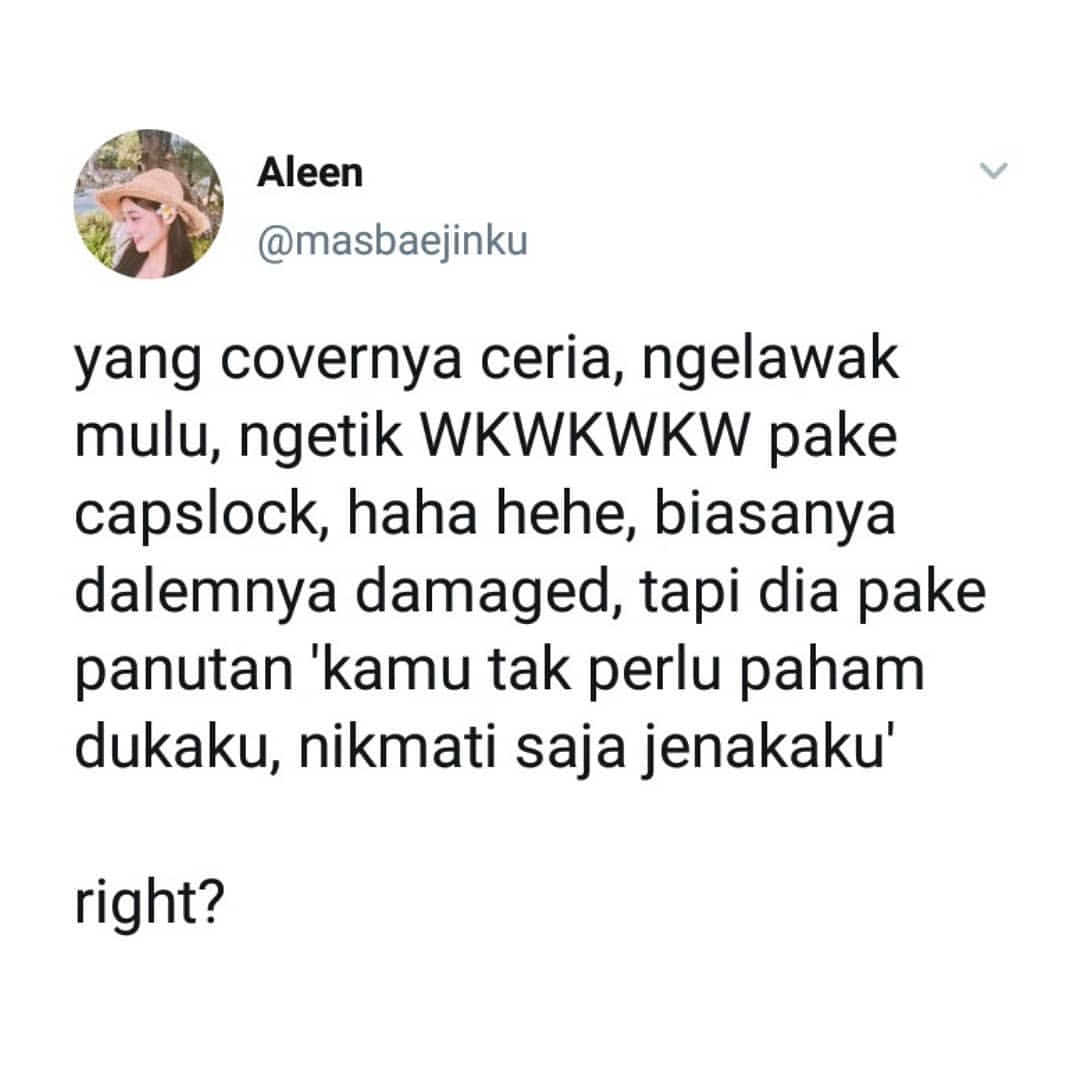 Aleen
@masbaejinku
yang covernya ceria, ngelawak
mulu, ngetik WKWKWKW pake
capslock, haha hehe, biasanya
dalemnya damaged, tapi dia pake
panutan 'kamu tak perlu paham
dukaku, nikmati saja jenakaku'
right?